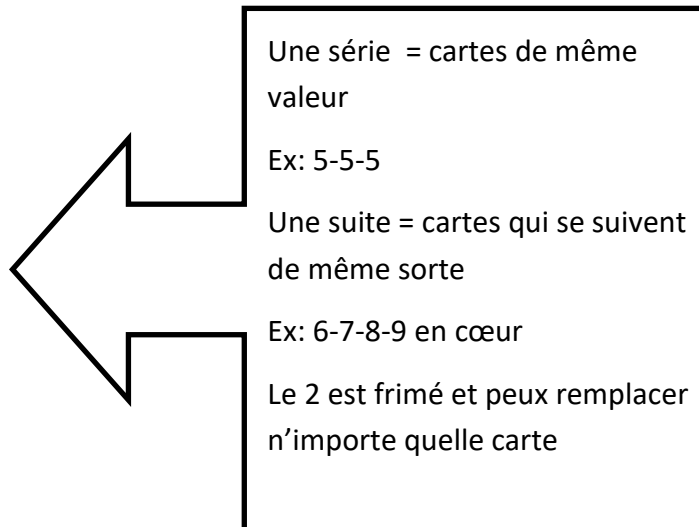 Une série  = cartes de même
valeur
Ex: 5-5-5
Une suite = cartes qui se suivent
de même sorte
Ex: 6-7-8-9 en cœur
Le 2 est frimé et peux remplacer
n’importe quelle carte